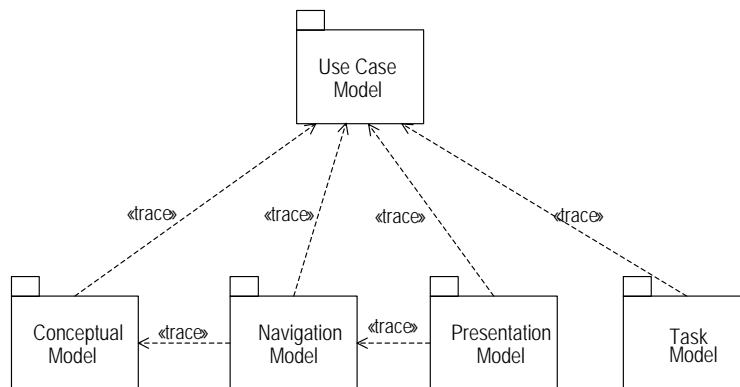 Use Case
Model
«trace»
«trace»
«trace»
«trace»
Conceptual
Model
«trace»
Navigation
Model
«trace»
Presentation
Model
Task
Model